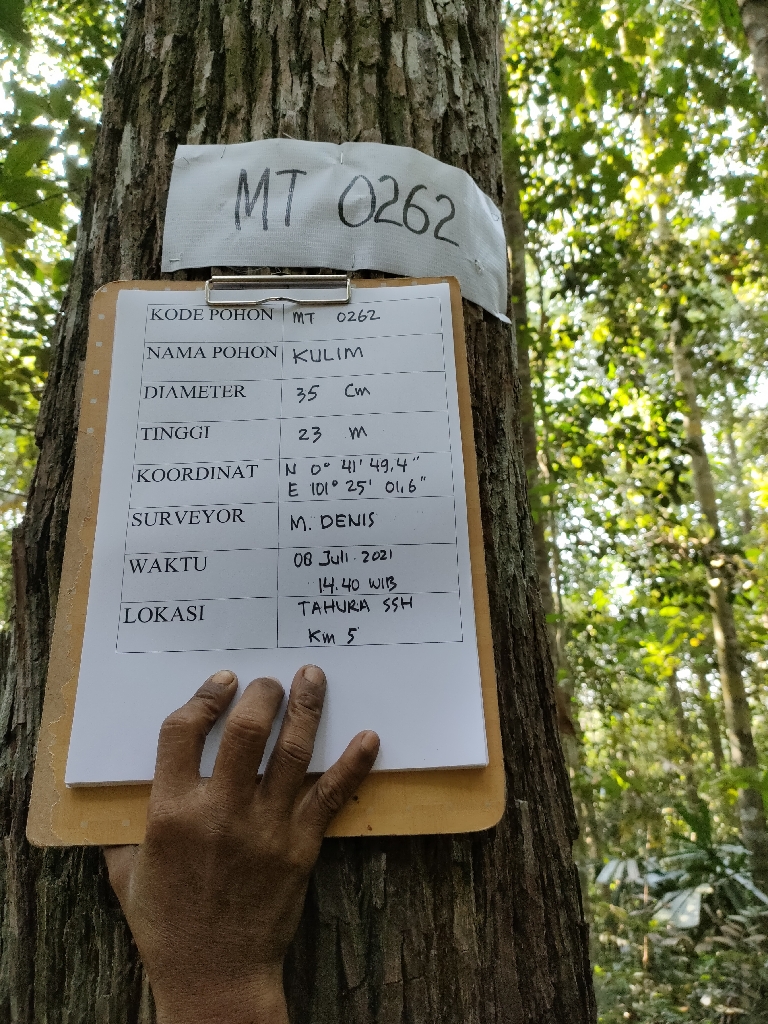 MT 0262
KODE POHON MT 0262
NAMA POHON KULIM
DIAMETER 35 Cm
TINGGI 23 m
KOORDINAT N 0° 41' 49,4"
E 101° 25' 01,6"
SURVEYOR M. DENIS
WAKTU 08 Juli 2021
14.40 WIB
LOKASI TAHURA SSH
Km 5